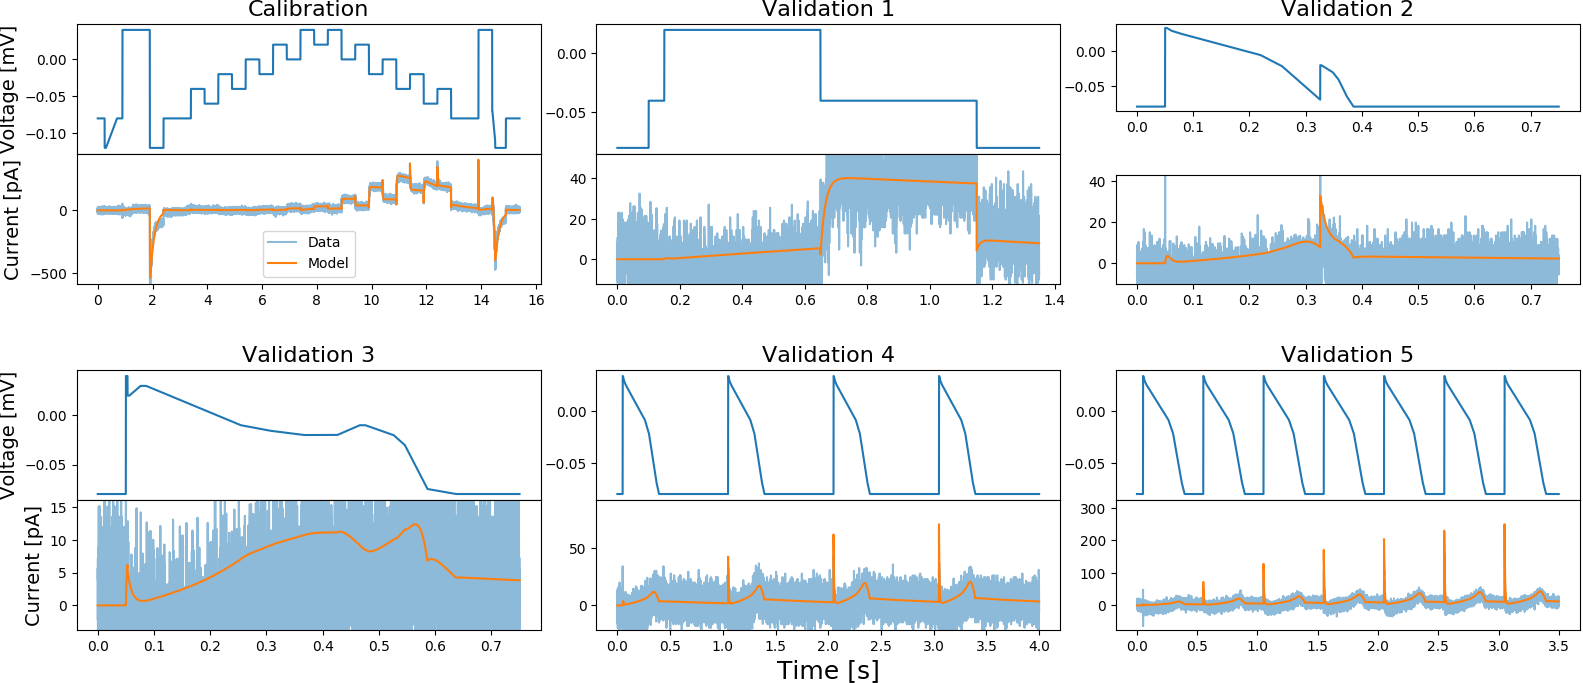 Calibration
Validation 1
Validation 2
Voltage [mV]
0.00
−0.05
−0.10
0.00
−0.05
0.00
−0.05
0.0 0.1 0.2 0.3 0.4 0.5 0.6 0.7
Current [pA]
0
−500
Data
Model
0 2 4 6 8 10 12 14 16
40
20
0
0.0 0.2 0.4 0.6 0.8 1.0 1.2 1.4
40
20
0
0.0 0.1 0.2 0.3 0.4 0.5 0.6 0.7
Validation 3
Validation 4
Validation 5
Voltage [mV]
0.00
−0.05
0.00
−0.05
0.00
−0.05
Current [pA]
15
10
5
0
0.0 0.1 0.2 0.3 0.4 0.5 0.6 0.7
50
0
0.0 0.5 1.0 1.5 2.0 2.5 3.0 3.5 4.0
300
200
100
0
0.0 0.5 1.0 1.5 2.0 2.5 3.0 3.5
Time [s]